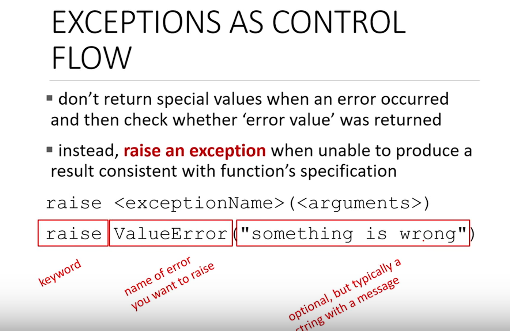 EXCEPTIONS AS CONTROL
FLOW
▪ don't return special values when an error occurred
and then check whether 'error value' was returned
▪ instead, raise an exception when unable to produce a
result consistent with function's specification
raise <exceptionName>(<arguments>)
raise ValueError("something is wrong")
keyword
name of error
you want to raise
optional, but typically a
string with a message